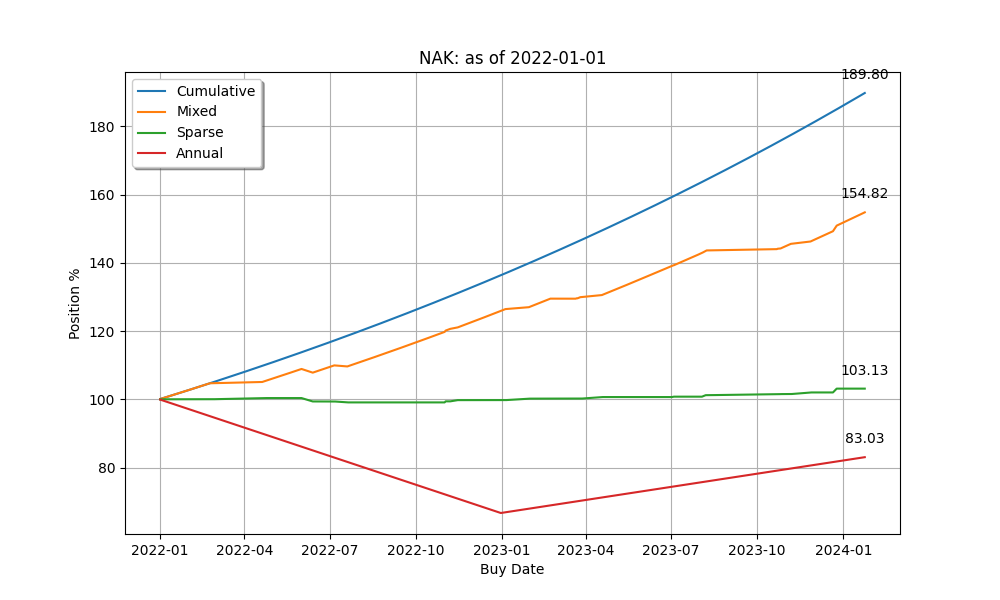 NAK: as of 2022-01-01
189.80
Cumulative
Mixed
Sparse
Annual
180
160
154.82
140
120
103.13
100
83.03
80
Position %
2022-01 2022-04 2022-07 2022-10 2023-01 2023-04 2023-07 2023-10 2024-01
Buy Date